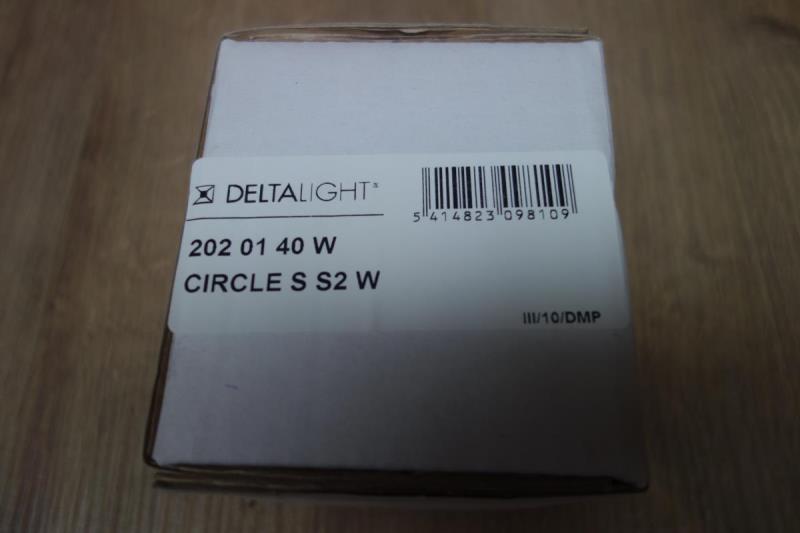 DELTALIGHT®
202 01 40 W
CIRCLE S S2 W
5 414823 098109
III/10/DMP